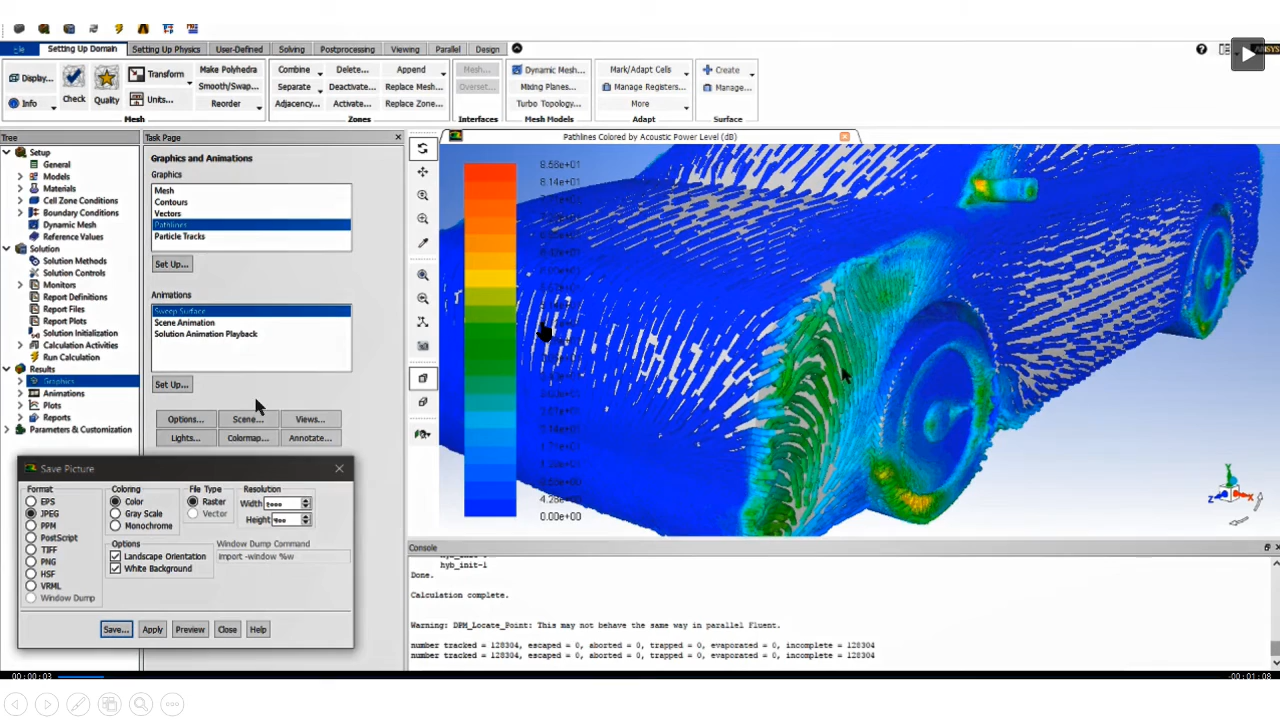 File
Setting Up Domain
Setting Up Physics
User-Defined
Solving
Postprocessing
Viewing
Parallel
Design
ANSYS
Display...
Info
Check
Quality
Transform
Units...
Make Polyhedra
Smooth/Swap...
Reorder
Mesh
Combine
Separate
Adjacency...
Delete...
Deactivate...
Activate...
Append
Replace Mesh...
Replace Zone...
Zones
Mesh...
Overset...
Interfaces
Dynamic Mesh...
Mixing Planes...
Turbo Topology...
Mesh Models
Mark/Adapt Cells
Manage Registers...
More
Adapt
Create
Manage...
Surface
Tree
Setup
General
Models
Materials
Cell Zone Conditions
Boundary Conditions
Dynamic Mesh
Reference Values
Solution
Solution Methods
Solution Controls
Monitors
Report Definitions
Report Files
Report Plots
Solution Initialization
Calculation Activities
Run Calculation
Results
Graphics
Animations
Plots
Reports
Parameters & Customization
Task Page
Graphics and Animations
Graphics
Mesh
Contours
Vectors
Pathlines
Particle Tracks
Set Up...
Animations
Sweep Surface
Scene Animation
Solution Animation Playback
Set Up...
Options...
Scene...
Views...
Lights...
Colormap...
Annotate...
Save Picture
Format
EPS
JPEG
PPM
PostScript
TIFF
PNG
HSF
VRML
Window Dump
Coloring
Color
Gray Scale
Monochrome
File Type
Raster
Vector
Resolution
Width
Height
Options
Landscape Orientation
White Background
Window Dump Command
import -window %w
Save...
Apply
Preview
Close
Help
Pathlines Colored by Acoustic Power Level (dB)
8.58e+01
8.14e+01
4.28e+00
0.00e+00
Z
Y
X
Console
hyb_init-1
hyb_init-1
Done.
Calculation complete.
Warning: DPM_Locate_Point: This may not behave the same way in parallel Fluent.
number tracked = 128304, escaped = 0, aborted = 0, trapped = 0, evaporated = 0, incomplete = 128304
number tracked = 128304, escaped = 0, aborted = 0, trapped = 0, evaporated = 0, incomplete = 128304
00:00:03
-00:01:08